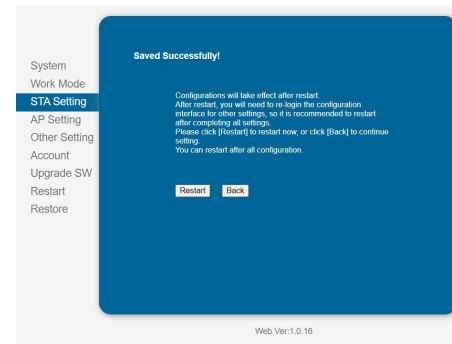 System
Work Mode
STA Setting
AP Setting
Other Setting
Account
Upgrade SW
Restart
Restore
Saved Successfully!
Configurations will take effect after restart.
After restart, you will need to re-login the configuration
interface for other settings, so it is recommended to restart
after completing all settings.
Please click [Restart] to restart now, or click [Back] to continue
setting.
You can restart after all configuration.
Restart Back
Web Ver:1.0.16